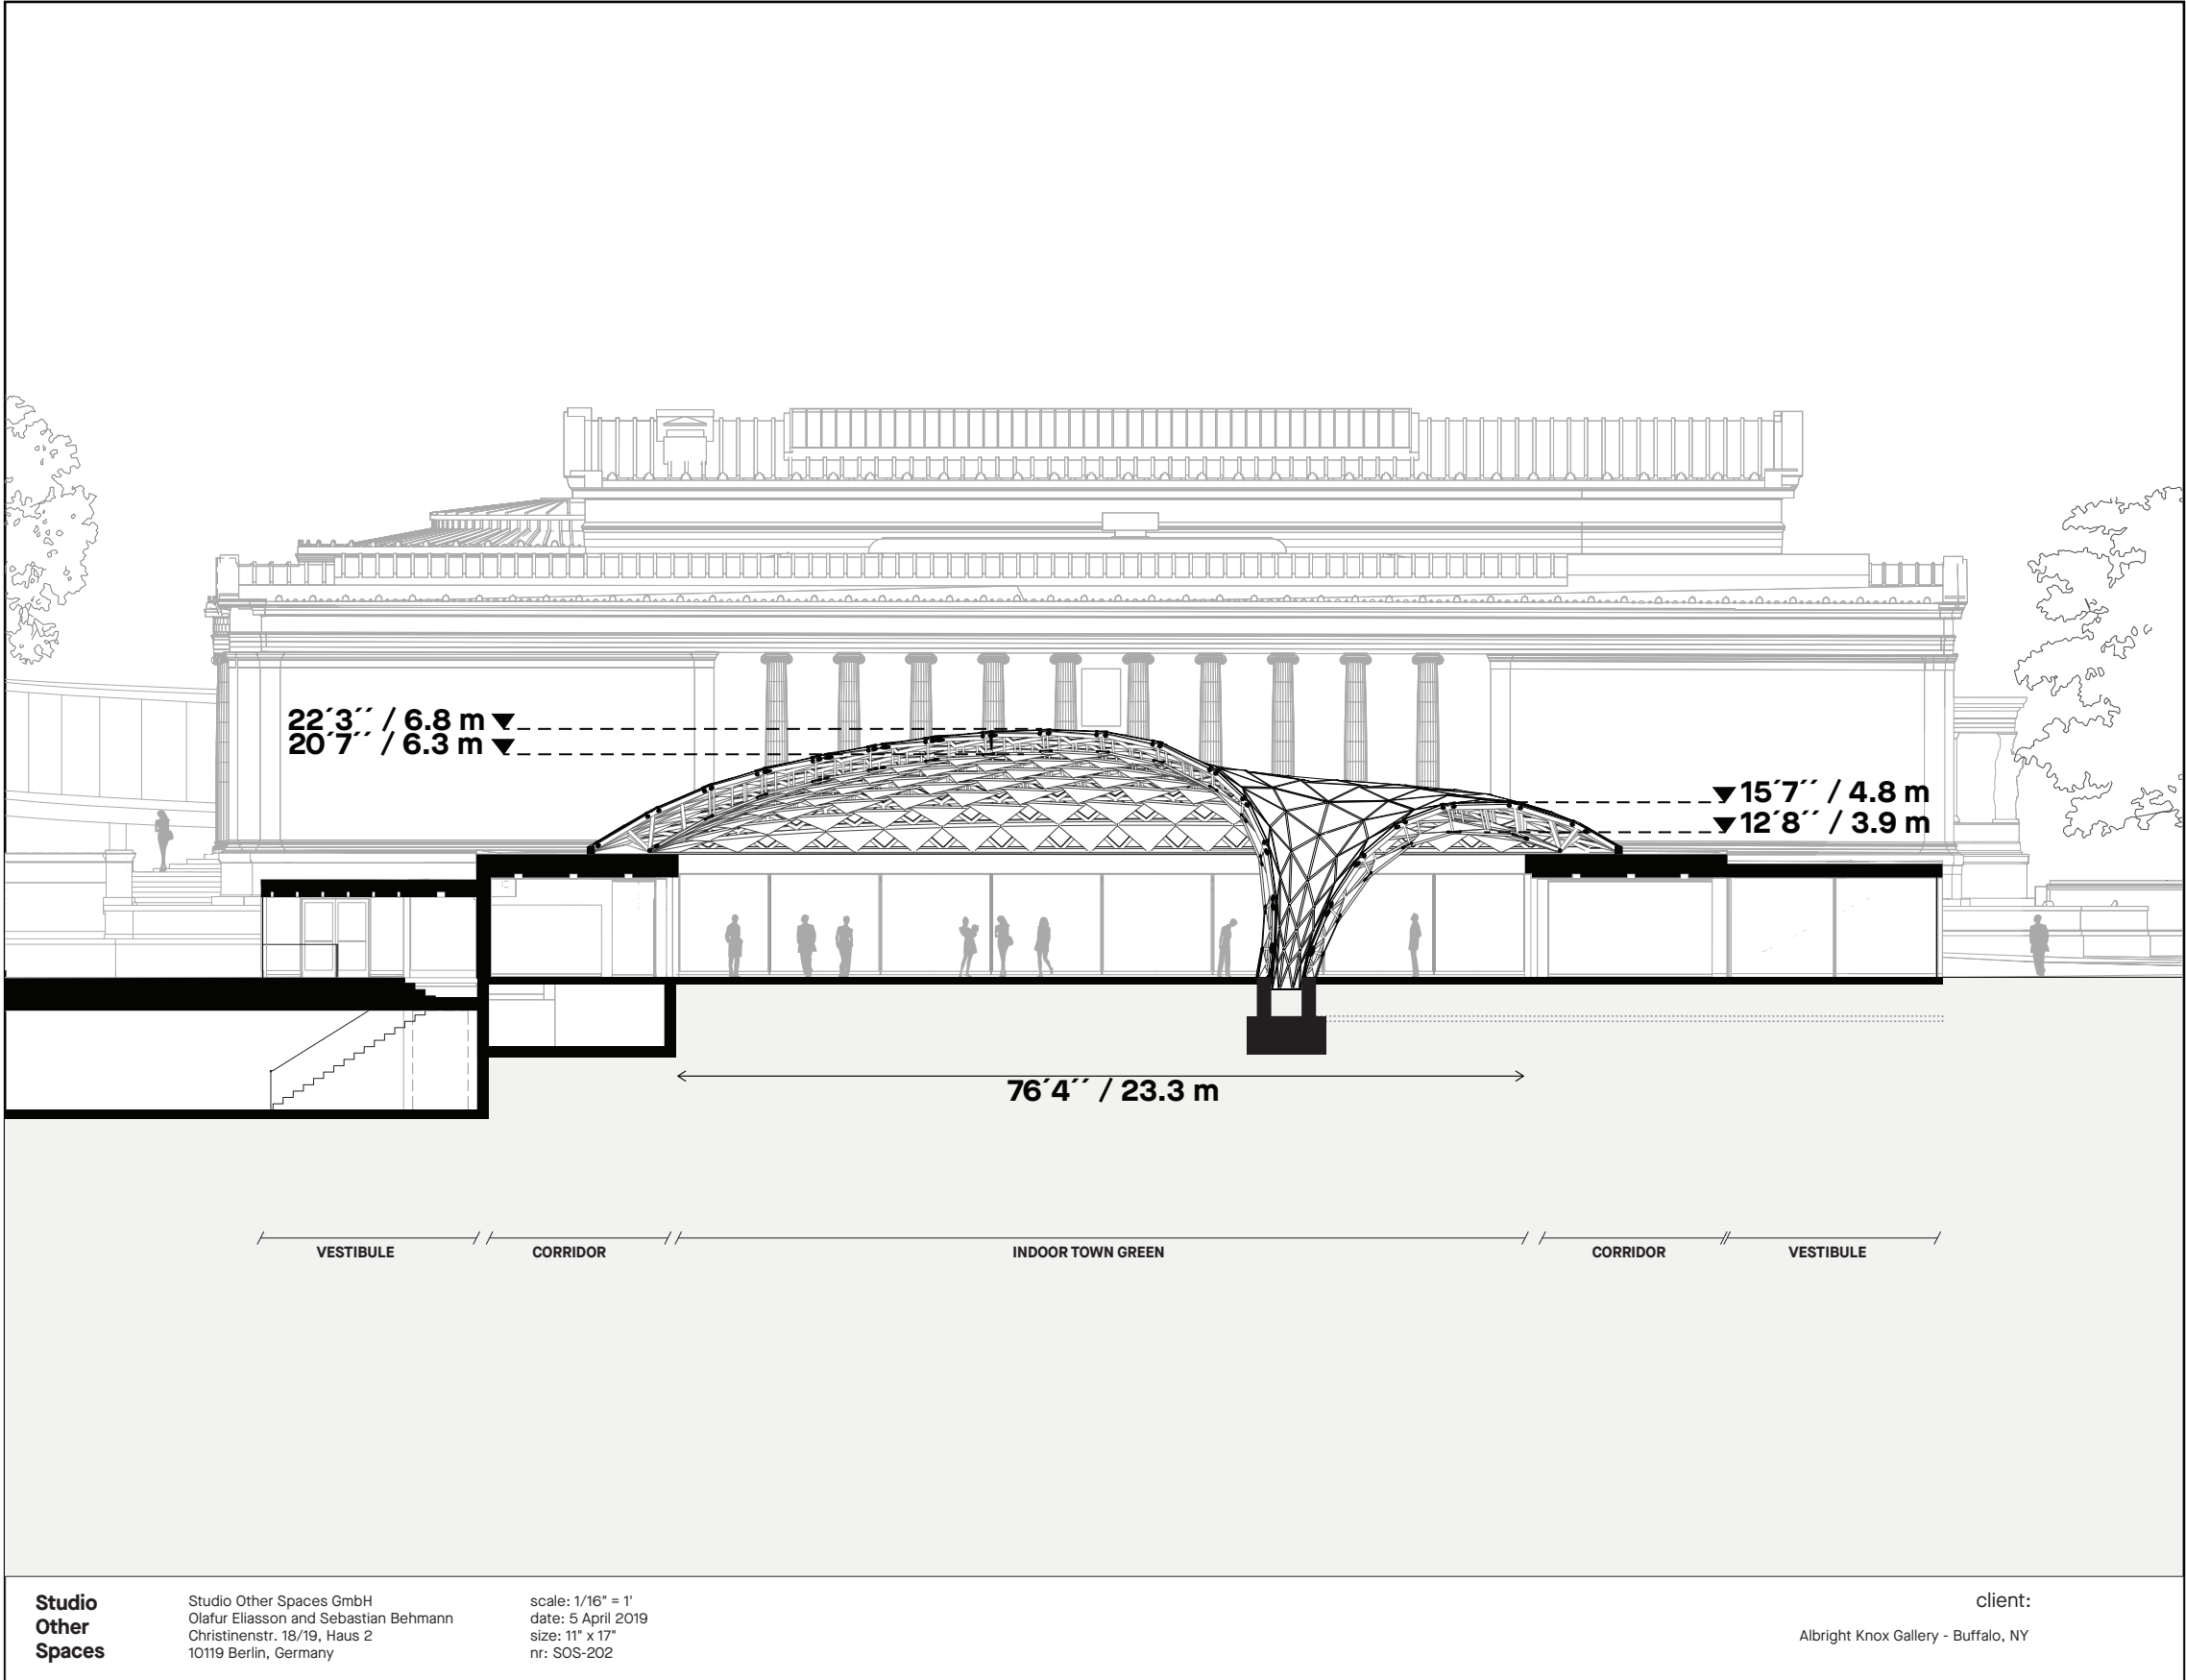 22´3´´ / 6.8 m
20´7´´ / 6.3 m
15´7´´ / 4.8 m
12´8´´ / 3.9 m
76´4´´ / 23.3 m
VESTIBULE
CORRIDOR
INDOOR TOWN GREEN
CORRIDOR
VESTIBULE
Studio
Other
Spaces
Studio Other Spaces GmbH
Olafur Eliasson and Sebastian Behmann
Christinenstr. 18/19, Haus 2
10119 Berlin, Germany
scale: 1/16" = 1'
date: 5 April 2019
size: 11" x 17"
nr: SOS-202
client:
Albright Knox Gallery - Buffalo, NY